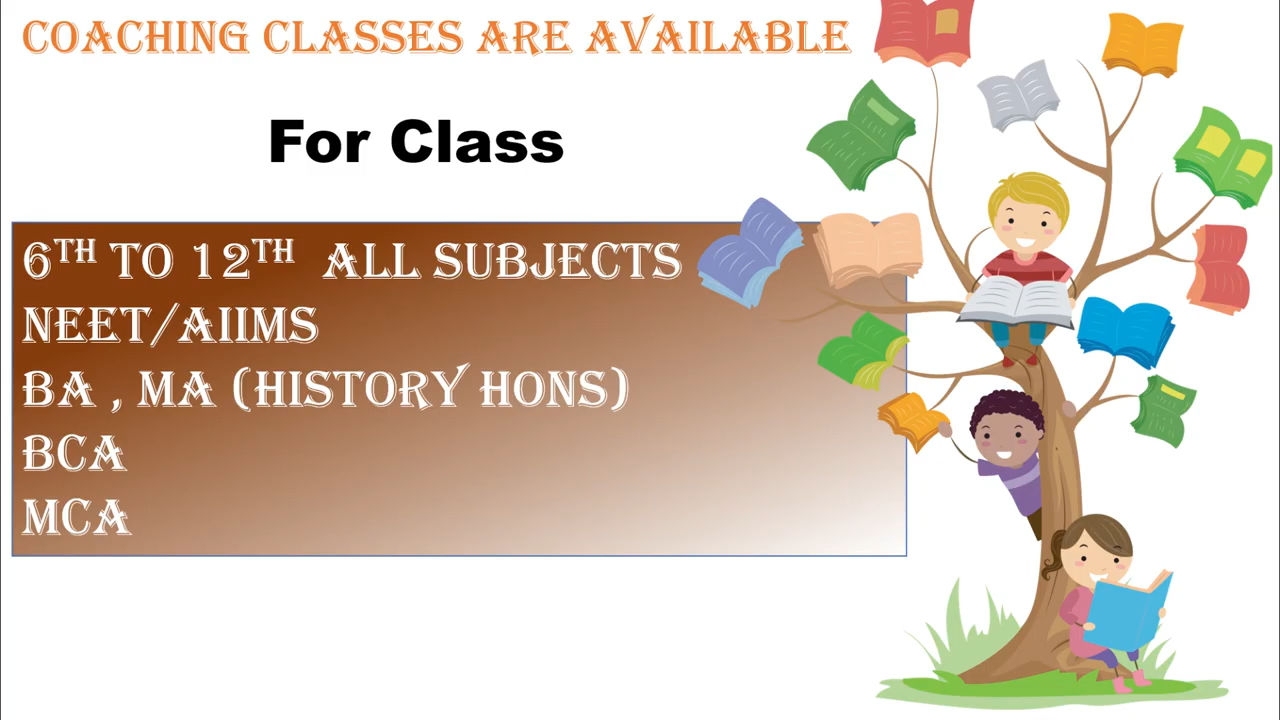 COACHING CLASSES ARE AVAILABLE
For Class
6TH TO 12TH ALL SUBJECTS
NEET/AIIMS
BA , MA (HISTORY HONS)
BCA
MCA